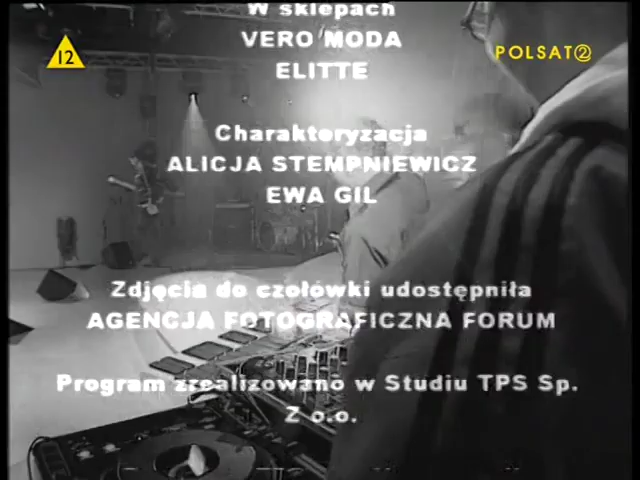 W sklepach
VERO MODA
ELITTE
12
POLSAT2
Charakteryzacja
ALICJA STEMPNIEWICZ
EWA GIL
Zdjęcia do czołówki udostępniła
AGENCJA FOTOGRAFICZNA FORUM
Program zrealizowano w Studiu TPS Sp.
Z o.o.